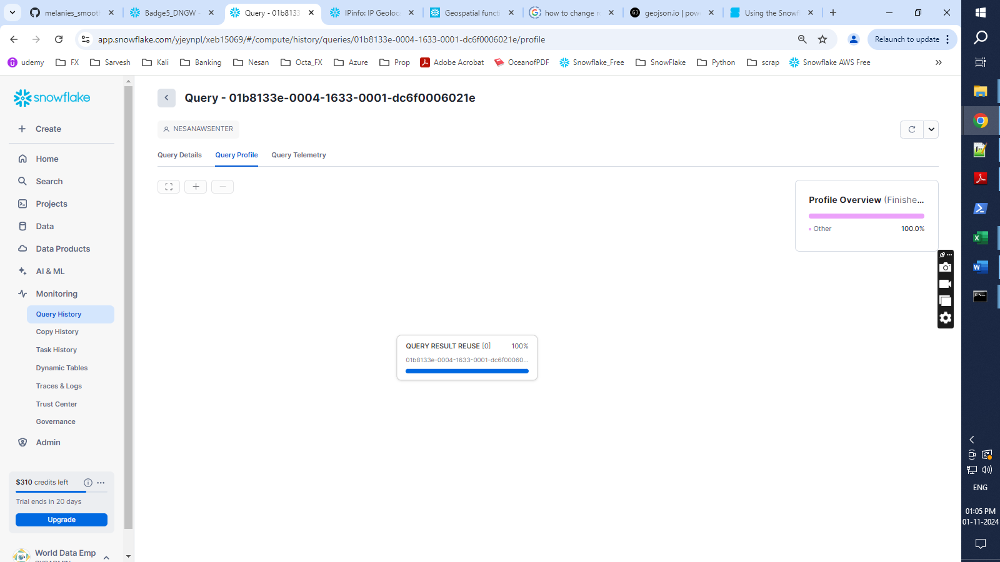 melanies_smooth
Badge5_DNGW -
Query - 01b8133
IPinfo: IP Geoloc
Geospatial functi
how to change r
geojson.io | pow
Using the Snowfl
app.snowflake.com/yjeynpl/xeb15069/#/compute/history/queries/01b8133e-0004-1633-0001-dc6f0006021e/profile
Relaunch to update
udemy
FX
Sarvesh
Kali
Banking
Nesan
Octa_FX
Azure
Prop
Adobe Acrobat
OceanofPDF
Snowflake_Free
SnowFlake
Python
scrap
Snowflake AWS Free
snowflake
Create
Home
Search
Projects
Data
Data Products
AI & ML
Monitoring
Query History
Copy History
Task History
Dynamic Tables
Traces & Logs
Trust Center
Governance
Admin
$310 credits left
Trial ends in 20 days
Upgrade
World Data Emp
Query - 01b8133e-0004-1633-0001-dc6f0006021e
NESANAWSENTER
Query Details
Query Profile
Query Telemetry
Profile Overview (Finishe...
Other 100.0%
QUERY RESULT REUSE [0] 100%
01b8133e-0004-1633-0001-dc6f00060...
ENG
01:05 PM
01-11-2024